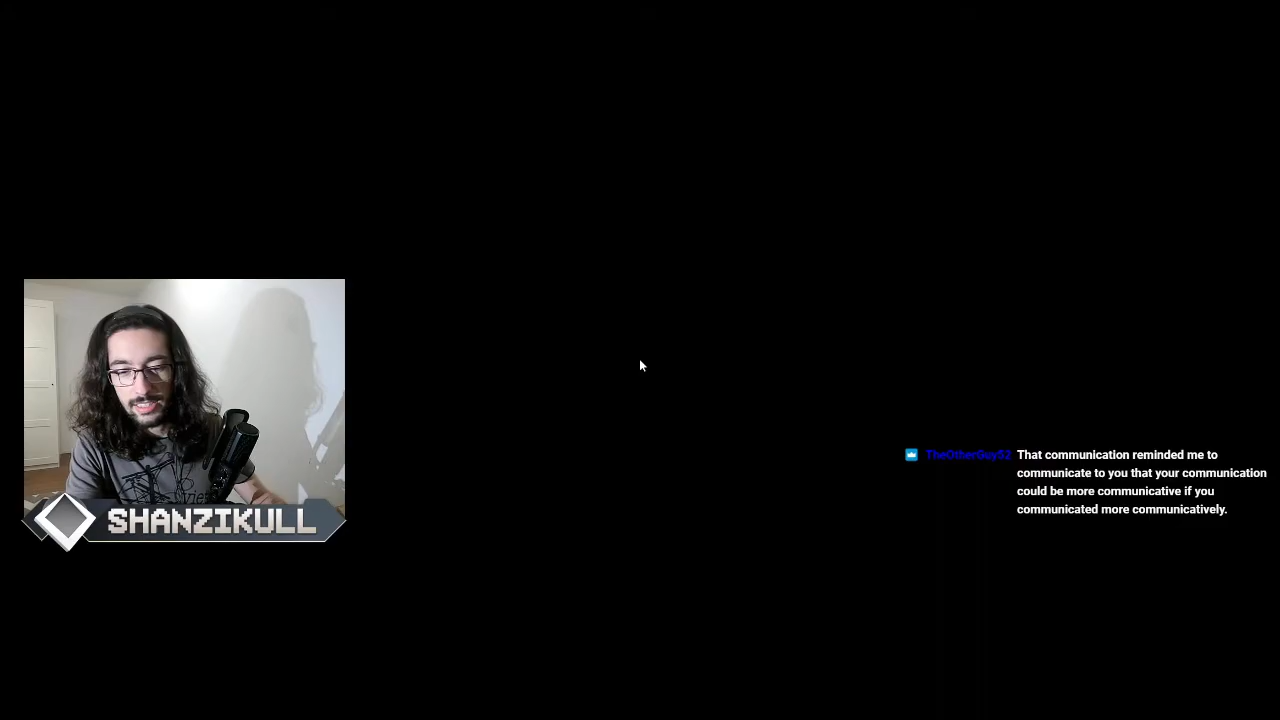 TheOtherGuy52 That communication reminded me to
communicate to you that your communication
could be more communicative if you
communicated more communicatively.
SHANZIKULL